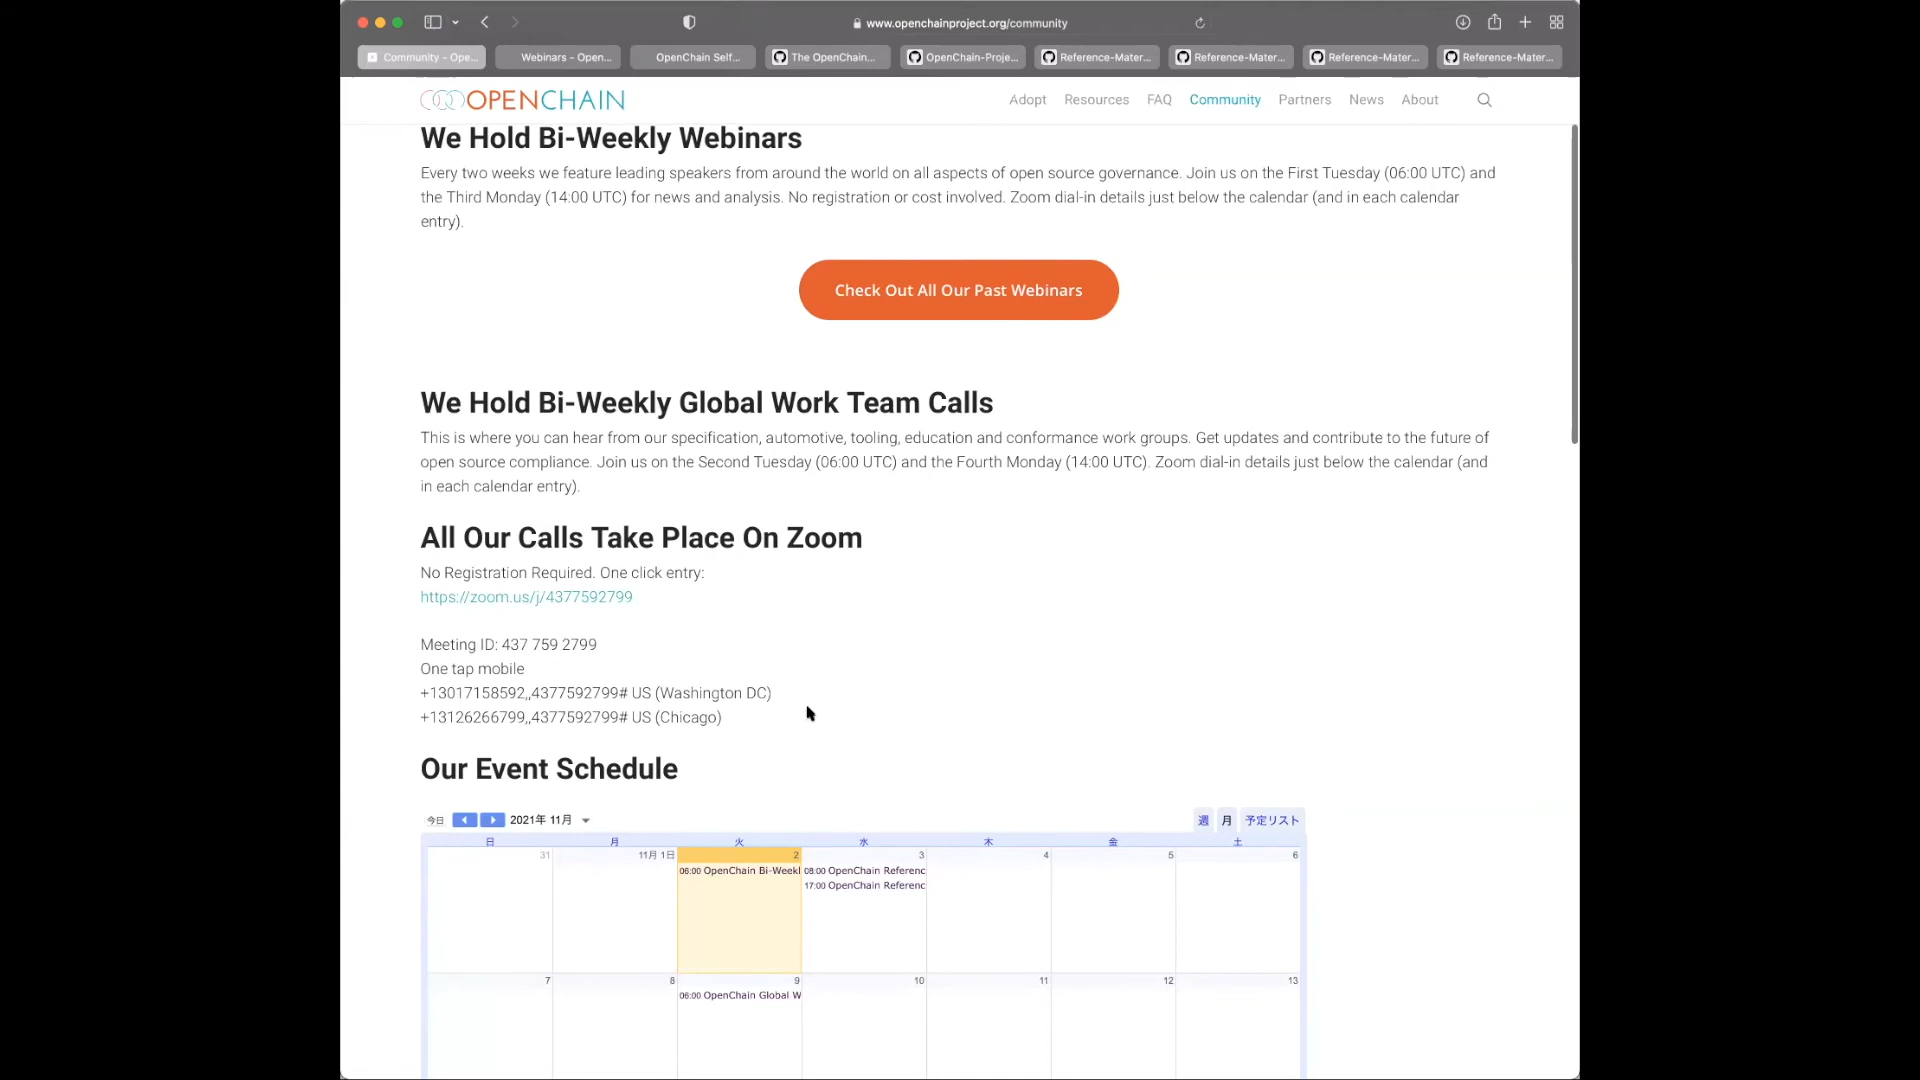 www.openchainproject.org/community
Community – Ope...
Webinars – Open...
OpenChain Self...
The OpenChain...
OpenChain-Proje...
Reference-Mater...
Reference-Mater...
Reference-Mater...
Reference-Mater...
OPENCHAIN
Adopt
Resources
FAQ
Community
Partners
News
About
We Hold Bi-Weekly Webinars
Every two weeks we feature leading speakers from around the world on all aspects of open source governance. Join us on the First Tuesday (06:00 UTC) and
the Third Monday (14:00 UTC) for news and analysis. No registration or cost involved. Zoom dial-in details just below the calendar (and in each calendar
entry).
Check Out All Our Past Webinars
We Hold Bi-Weekly Global Work Team Calls
This is where you can hear from our specification, automotive, tooling, education and conformance work groups. Get updates and contribute to the future of
open source compliance. Join us on the Second Tuesday (06:00 UTC) and the Fourth Monday (14:00 UTC). Zoom dial-in details just below the calendar (and
in each calendar entry).
All Our Calls Take Place On Zoom
No Registration Required. One click entry:
https://zoom.us/j/4377592799
Meeting ID: 437 759 2799
One tap mobile
+13017158592,,4377592799# US (Washington DC)
+13126266799,,4377592799# US (Chicago)
Our Event Schedule
今日
2021年 11月
週
月
予定リスト
日 月 火 水 木 金 土
31 11月 1日 2 3 4 5 6
06:00 OpenChain Bi-Weekl
08:00 OpenChain Referenc
17:00 OpenChain Referenc
7 8 9 10 11 12 13
06:00 OpenChain Global W